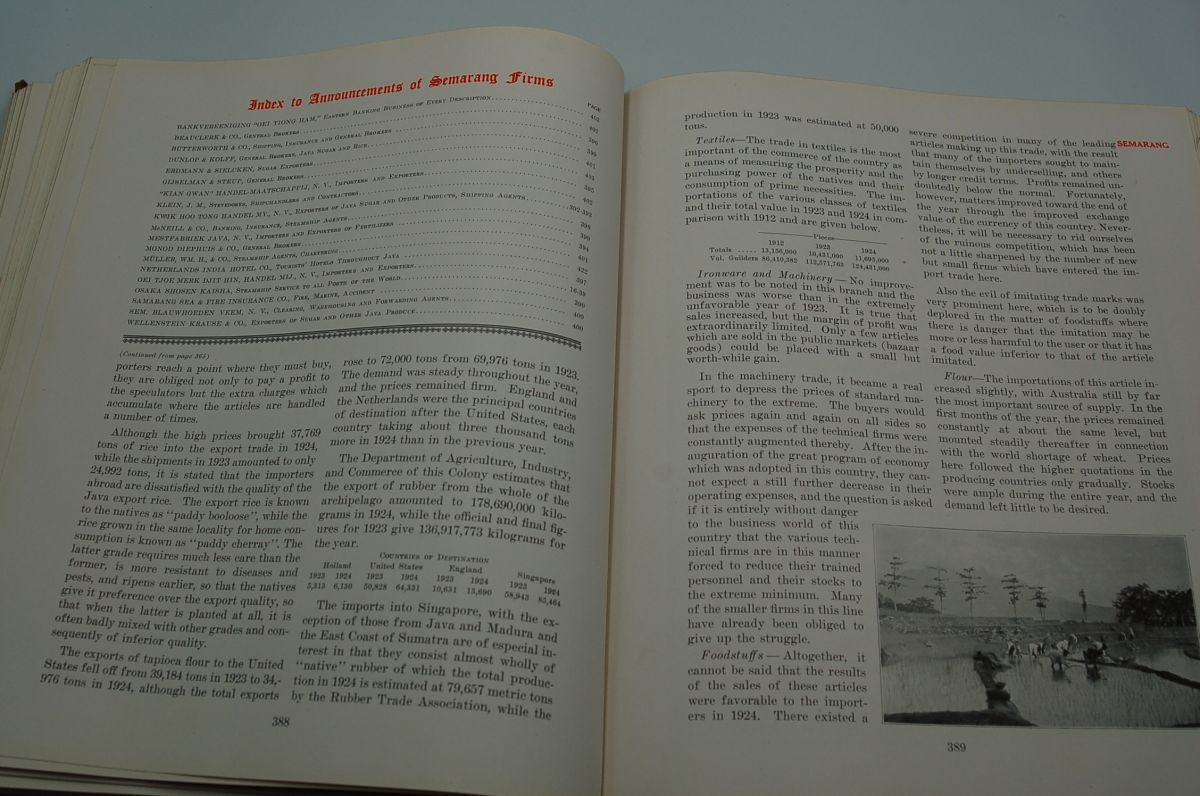 Index to Announcements of Semarang Firms
PAGE
BANKVEREENIGING "OEI TIONG HAM," EASTERN BANKING BUSINESS OF EVERY DESCRIPTION 402
BEAUCLERK & CO., GENERAL BROKERS
BUTTERWORTH & CO., SHIPPING, INSURANCE AND GENERAL BROKERS
DUNLOP & KOLFF, GENERAL BROKERS, JAVA SUGAR AND RICE
ERDMANN & SIELCKEN, SUGAR EXPORTERS
GIJSELMAN & STEUP, GENERAL BROKERS
"KIAN GWAN" HANDEL-MAATSCHAPPIJ, N. V., IMPORTERS AND EXPORTERS
KLEIN, J. M., STEVEDORES, SHIPCHANDLERS AND CONTRACTORS
KWIK HOO TONG HANDEL MY., N. V., EXPORTERS OF JAVA SUGAR AND OTHER PRODUCTS, SHIPPING AGENTS
McNEILL & CO., BANKING, INSURANCE, STEAMSHIP AGENTS
MESTFABRIEK JAVA, N. V., IMPORTERS AND EXPORTERS OF FERTILIZERS
MONOD DIEPHUIS & CO., GENERAL BROKERS
MÜLLER, WM. H., & CO., STEAMSHIP AGENTS, CHARTERING
NETHERLANDS INDIA HOTEL CO., TOURISTS' HOTELS THROUGHOUT JAVA
OEI TJOE MERK DJIT HIN, HANDEL MIJ., N. V., IMPORTERS AND EXPORTERS
OSAKA SHOSEN KAISHA, STEAMSHIP SERVICE TO ALL PORTS OF THE WORLD
SAMARANG SEA & FIRE INSURANCE CO., FIRE, MARINE, ACCIDENT
SEM. BLAUWHOEDEN VEEM, N. V., CLEARING, WAREHOUSING AND FORWARDING AGENTS
WELLENSTEIN KRAUSE & CO., EXPORTERS OF SUGAR AND OTHER JAVA PRODUCE 400
(Continued from page 365)
porters reach a point where they must buy,
they are obliged not only to pay a profit to
the speculators but the extra charges which
accumulate where the articles are handled
a number of times.
Although the high prices brought 37,769
tons of rice into the export trade in 1924,
while the shipments in 1923 amounted to only
24,992 tons, it is stated that the importers
abroad are dissatisfied with the quality of the
Java export rice. The export rice is known
to the natives as "paddy booloose", while the
rice grown in the same locality for home con-
sumption is known as "paddy cherray". The
latter grade requires much less care than the
former, is more resistant to diseases and
pests, and ripens earlier, so that the natives
give it preference over the export quality, so
that when the latter is planted at all, it is
often badly mixed with other grades and con-
sequently of inferior quality.
The exports of tapioca flour to the United
States fell off from 39,184 tons in 1923 to 34,-
976 tons in 1924, although the total exports
rose to 72,000 tons from 69,976 tons in 1923.
The demand was steady throughout the year,
and the prices remained firm. England and
the Netherlands were the principal countries
of destination after the United States, each
country taking about three thousand tons
more in 1924 than in the previous year.
The Department of Agriculture, Industry,
and Commerce of this Colony estimates that
the export of rubber from the whole of the
archipelago amounted to 178,690,000 kilo-
grams in 1924, while the official and final fig-
ures for 1923 give 136,917,773 kilograms for
the year.
COUNTRIES OF DESTINATION
Holland United States England Singapore
1923 1924 1923 1924 1923 1924 1923 1924
5,313 6,130 50,828 64,331 10,631 13,690 58,943 85,464
The imports into Singapore, with the ex-
ception of those from Java and Madura and
the East Coast of Sumatra are of especial in-
terest in that they consist almost wholly of
"native" rubber of which the total produc-
tion in 1924 is estimated at 79,657 metric tons
by the Rubber Trade Association, while the
388
production in 1923 was estimated at 50,000
tons.
Textiles—The trade in textiles is the most
important of the commerce of the country as
a means of measuring the prosperity and the
purchasing power of the natives and their
consumption of prime necessities. The im-
portations of the various classes of textiles
and their total value in 1923 and 1924 in com-
parison with 1912 and are given below.
Pieces
1912 1923 1924
Totals ..... 13,156,000 10,431,000 11,695,000
Val. Guilders 86,410,382 112,571,763 124,431,000
Ironware and Machinery—No improve-
ment was to be noted in this branch and the
business was worse than in the extremely
unfavorable year of 1923. It is true that
sales increased, but the margin of profit was
extraordinarily limited. Only a few articles
which are sold in the public markets (bazaar
goods) could be placed with a small but
worth-while gain.
In the machinery trade, it became a real
sport to depress the prices of standard ma-
chinery to the extreme. The buyers would
ask prices again and again on all sides so
that the expenses of the technical firms were
constantly augmented thereby. After the in-
auguration of the great program of economy
which was adopted in this country, they can-
not expect a still further decrease in their
operating expenses, and the question is asked
if it is entirely without danger
to the business world of this
country that the various tech-
nical firms are in this manner
forced to reduce their trained
personnel and their stocks to
the extreme minimum. Many
of the smaller firms in this line
have already been obliged to
give up the struggle.
Foodstuffs — Altogether, it
cannot be said that the results
of the sales of these articles
were favorable to the import-
ers in 1924. There existed a
SEMARANG
severe competition in many of the leading
articles making up this trade, with the result
that many of the importers sought to main-
tain themselves by underselling, and others
by longer credit terms. Profits remained un-
doubtedly below the normal. Fortunately,
however, matters improved toward the end of
the year through the improved exchange
value of the currency of this country. Never-
theless, it will be necessary to rid ourselves
of the ruinous competition, which has been
not a little sharpened by the number of new
but small firms which have entered the im-
port trade here.
Also the evil of imitating trade marks was
very prominent here, which is to be doubly
deplored in the matter of foodstuffs where
there is danger that the imitation may be
more or less harmful to the user or that it has
a food value inferior to that of the article
imitated.
Flour—The importations of this article in-
creased slightly, with Australia still by far
the most important source of supply. In the
first months of the year, the prices remained
constantly at about the same level, but
mounted steadily thereafter in connection
with the world shortage of wheat. Prices
here followed the higher quotations in the
producing countries only gradually. Stocks
were ample during the entire year, and the
demand left little to be desired.
389